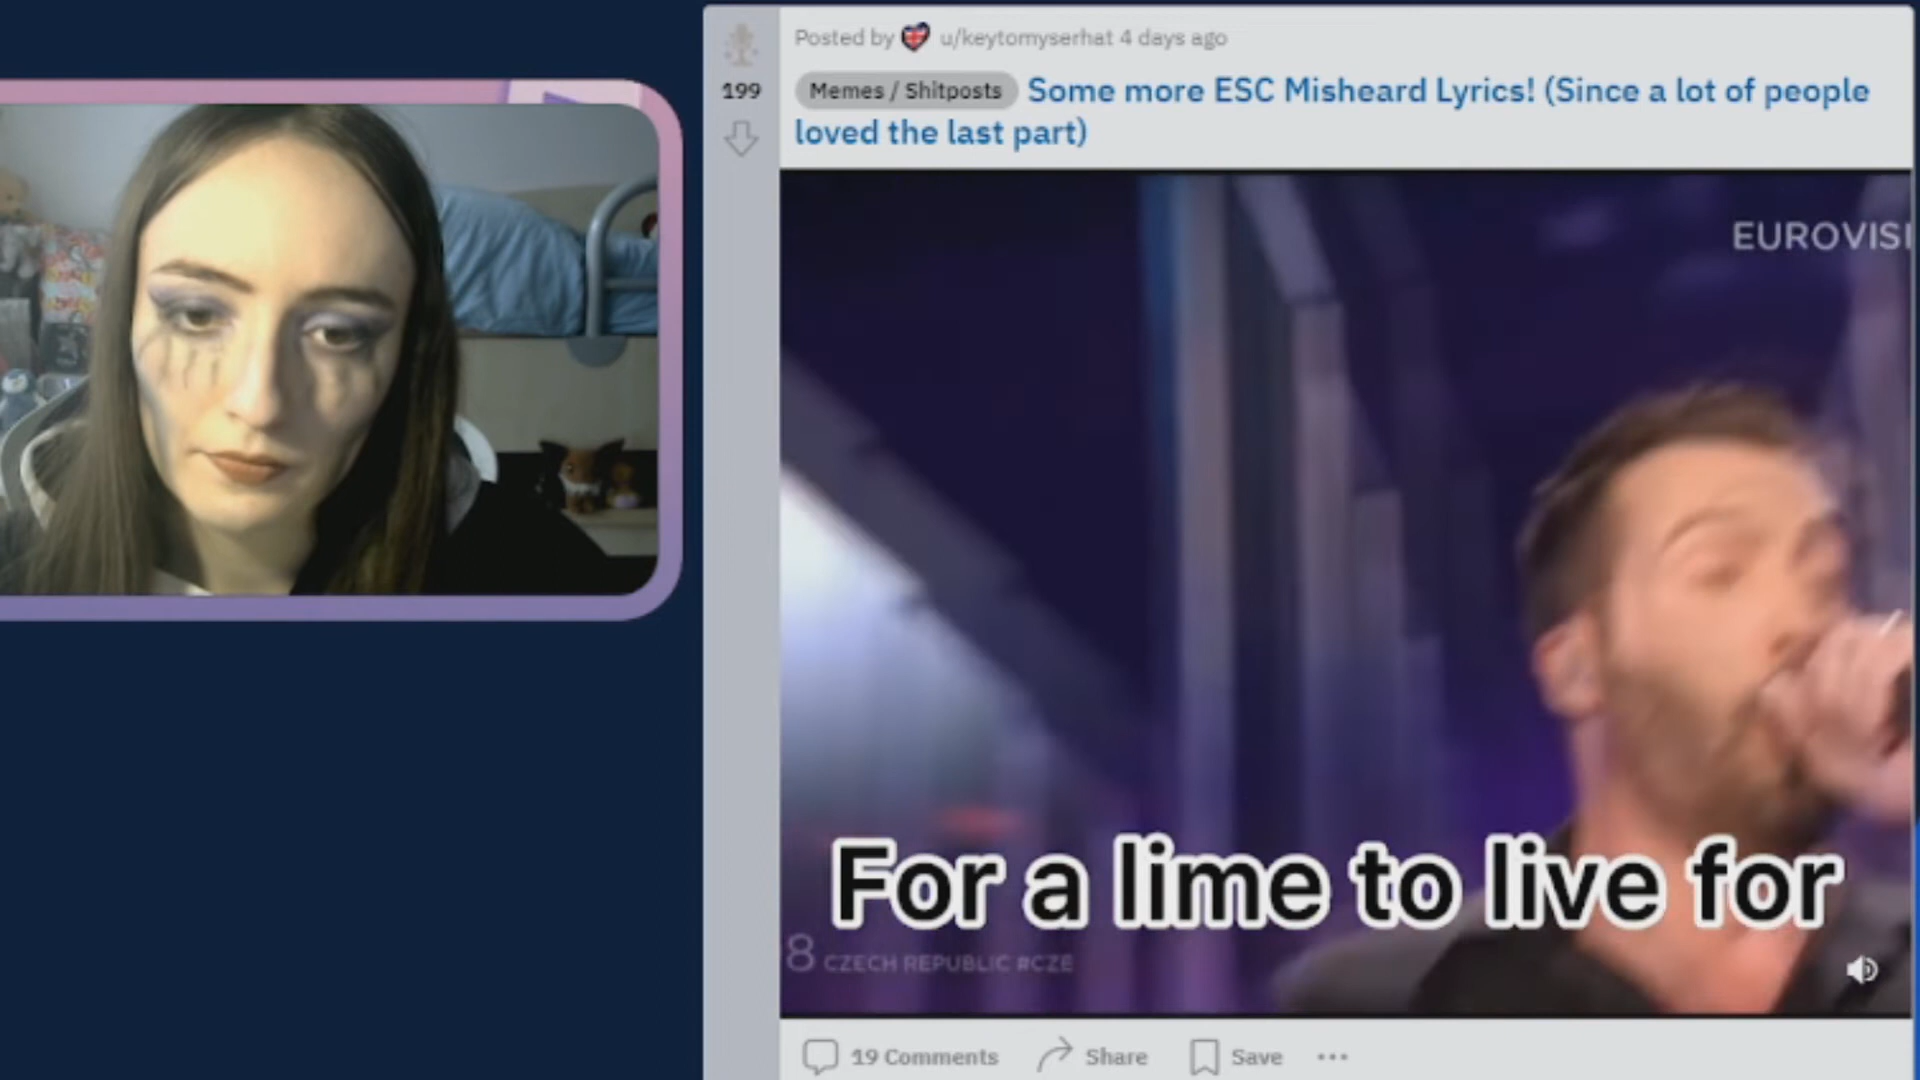 Posted by u/keytomyserhat 4 days ago
199
Memes / Shitposts Some more ESC Misheard Lyrics! (Since a lot of people
loved the last part)
EUROVISI
For a lime to live for
8 CZECH REPUBLIC #CZE
19 Comments Share Save